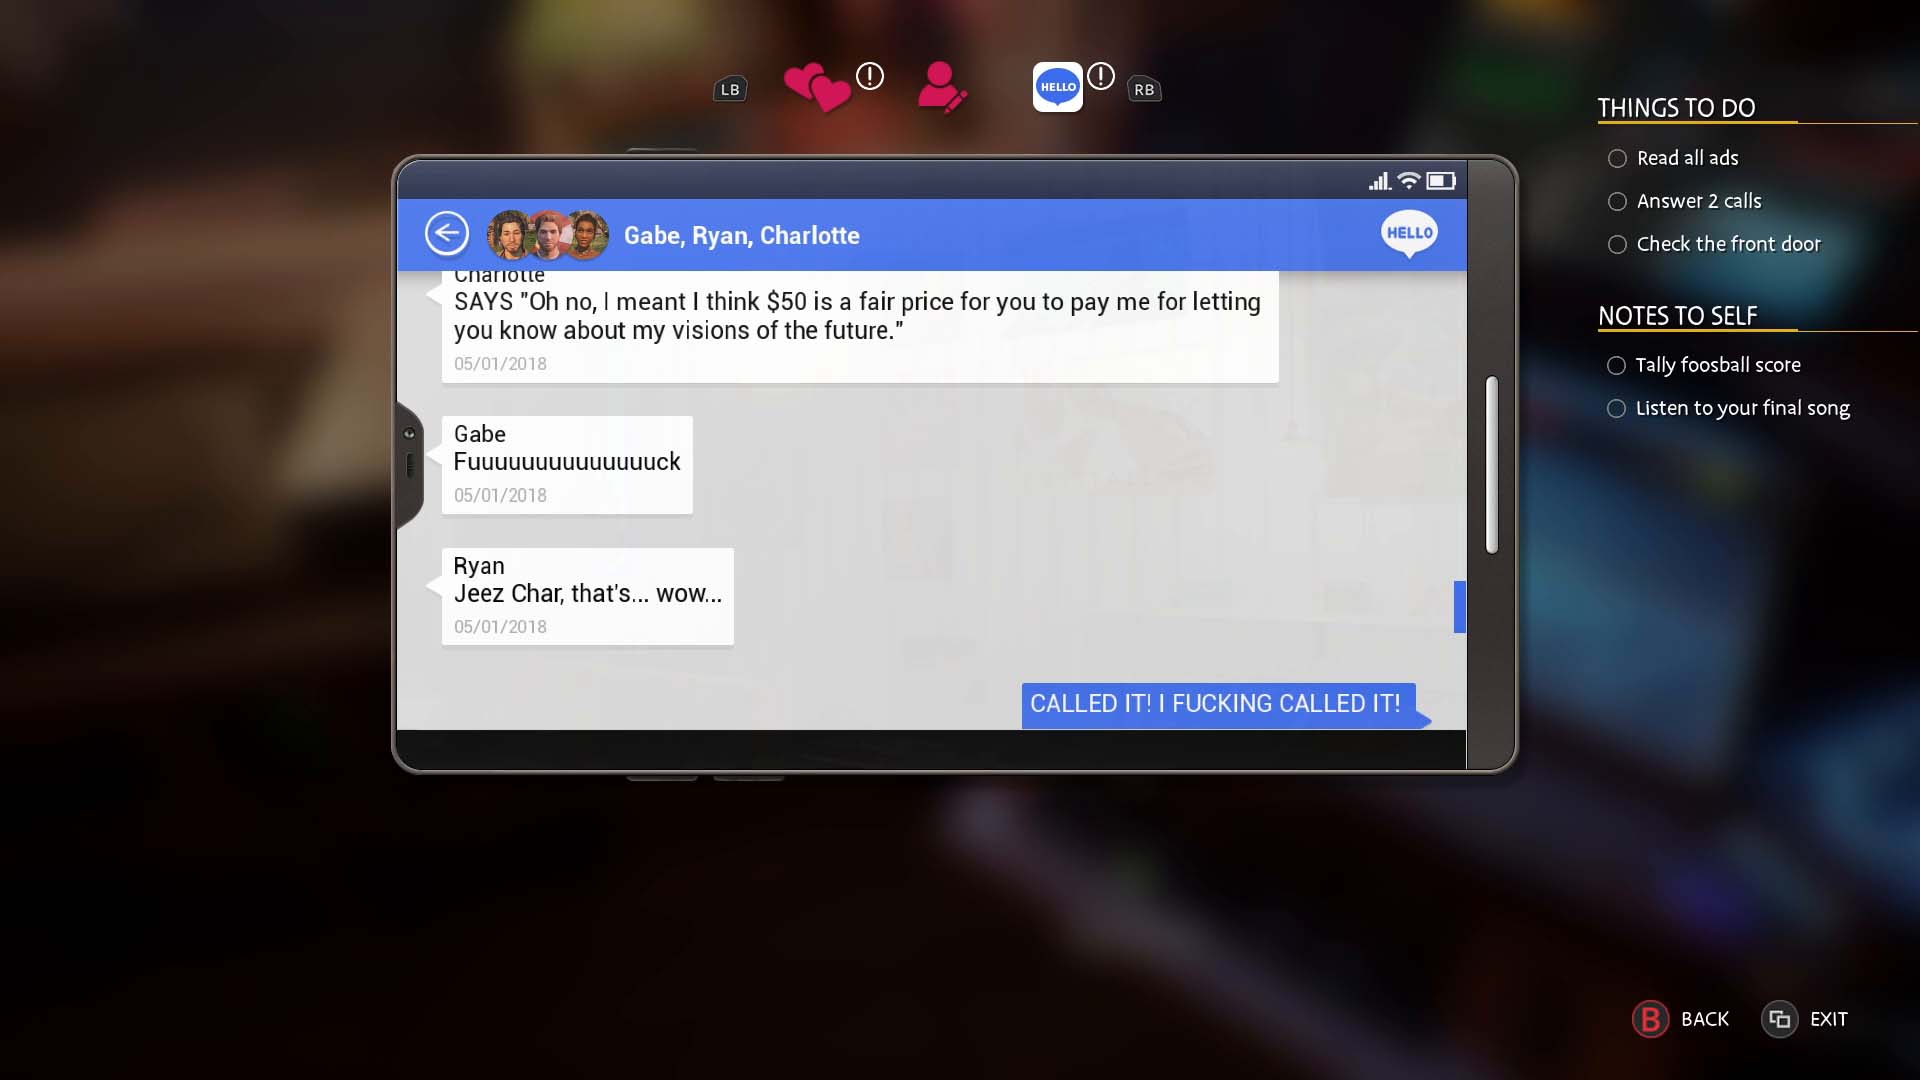 LB
!
HELLO
!
RB
THINGS TO DO
Read all ads
Answer 2 calls
Check the front door
NOTES TO SELF
Tally foosball score
Listen to your final song
Gabe, Ryan, Charlotte
HELLO
Charlotte
SAYS "Oh no, I meant I think $50 is a fair price for you to pay me for letting
you know about my visions of the future."
05/01/2018
Gabe
Fuuuuuuuuuuuuuuuck
05/01/2018
Ryan
Jeez Char, that's... wow...
05/01/2018
CALLED IT! I FUCKING CALLED IT!
B BACK
EXIT